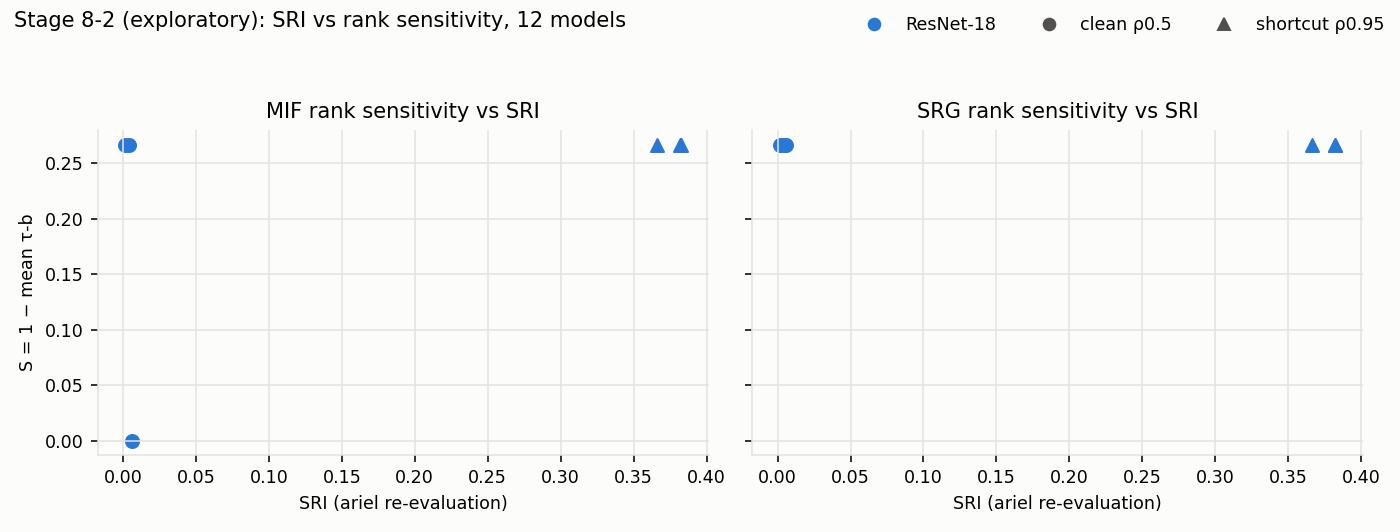 Stage 8-2 (exploratory): SRI vs rank sensitivity, 12 models
ResNet-18
clean ρ0.5
shortcut ρ0.95
MIF rank sensitivity vs SRI
S = 1 − mean τ-b
0.25
0.20
0.15
0.10
0.05
0.00
0.00 0.05 0.10 0.15 0.20 0.25 0.30 0.35 0.40
SRI (ariel re-evaluation)
SRG rank sensitivity vs SRI
0.00 0.05 0.10 0.15 0.20 0.25 0.30 0.35 0.40
SRI (ariel re-evaluation)